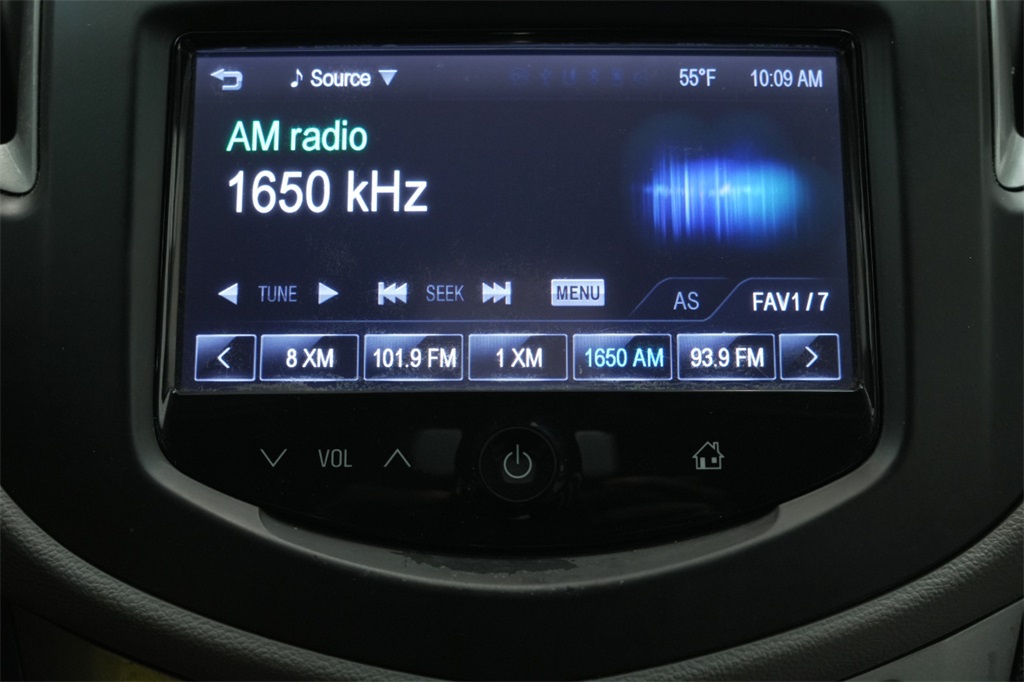 Source 55°F 10:09 AM
AM radio
1650 kHz
TUNE SEEK MENU AS FAV1 / 7
8 XM 101.9 FM 1 XM 1650 AM 93.9 FM
VOL